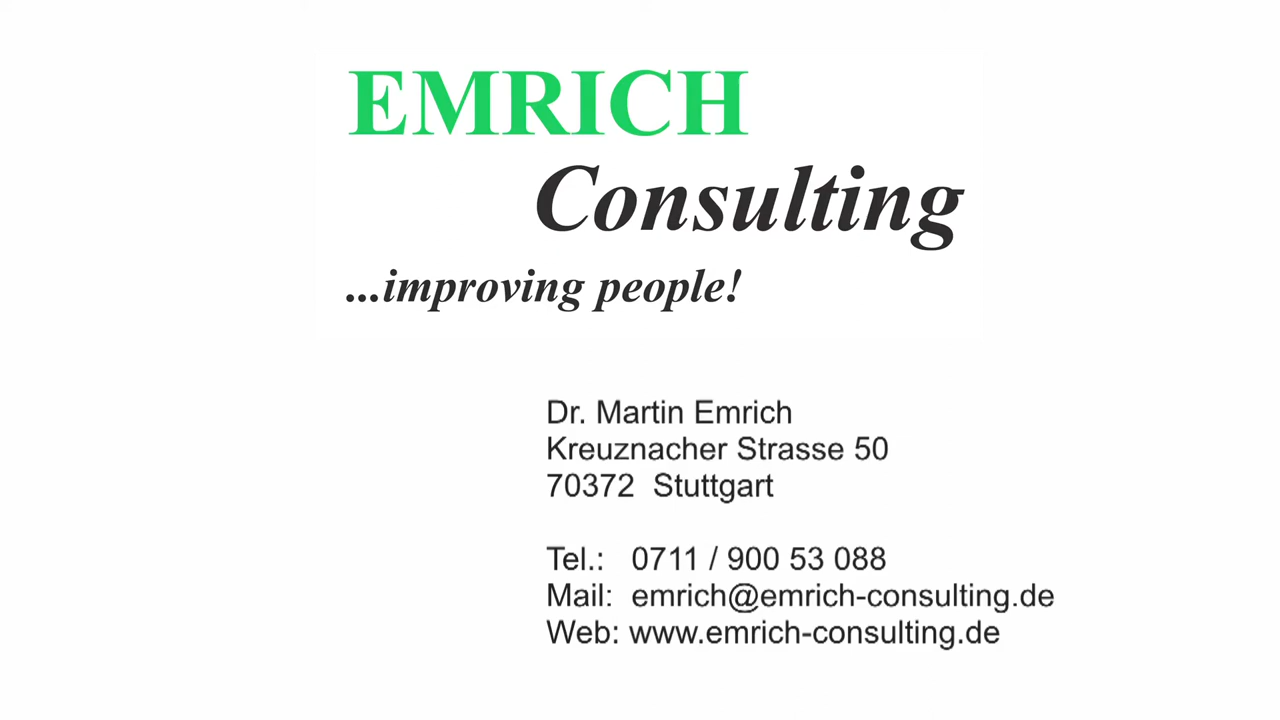 EMRICH
Consulting
...improving people!
Dr. Martin Emrich
Kreuznacher Strasse 50
70372 Stuttgart
Tel.: 0711 / 900 53 088
Mail: emrich@emrich-consulting.de
Web: www.emrich-consulting.de